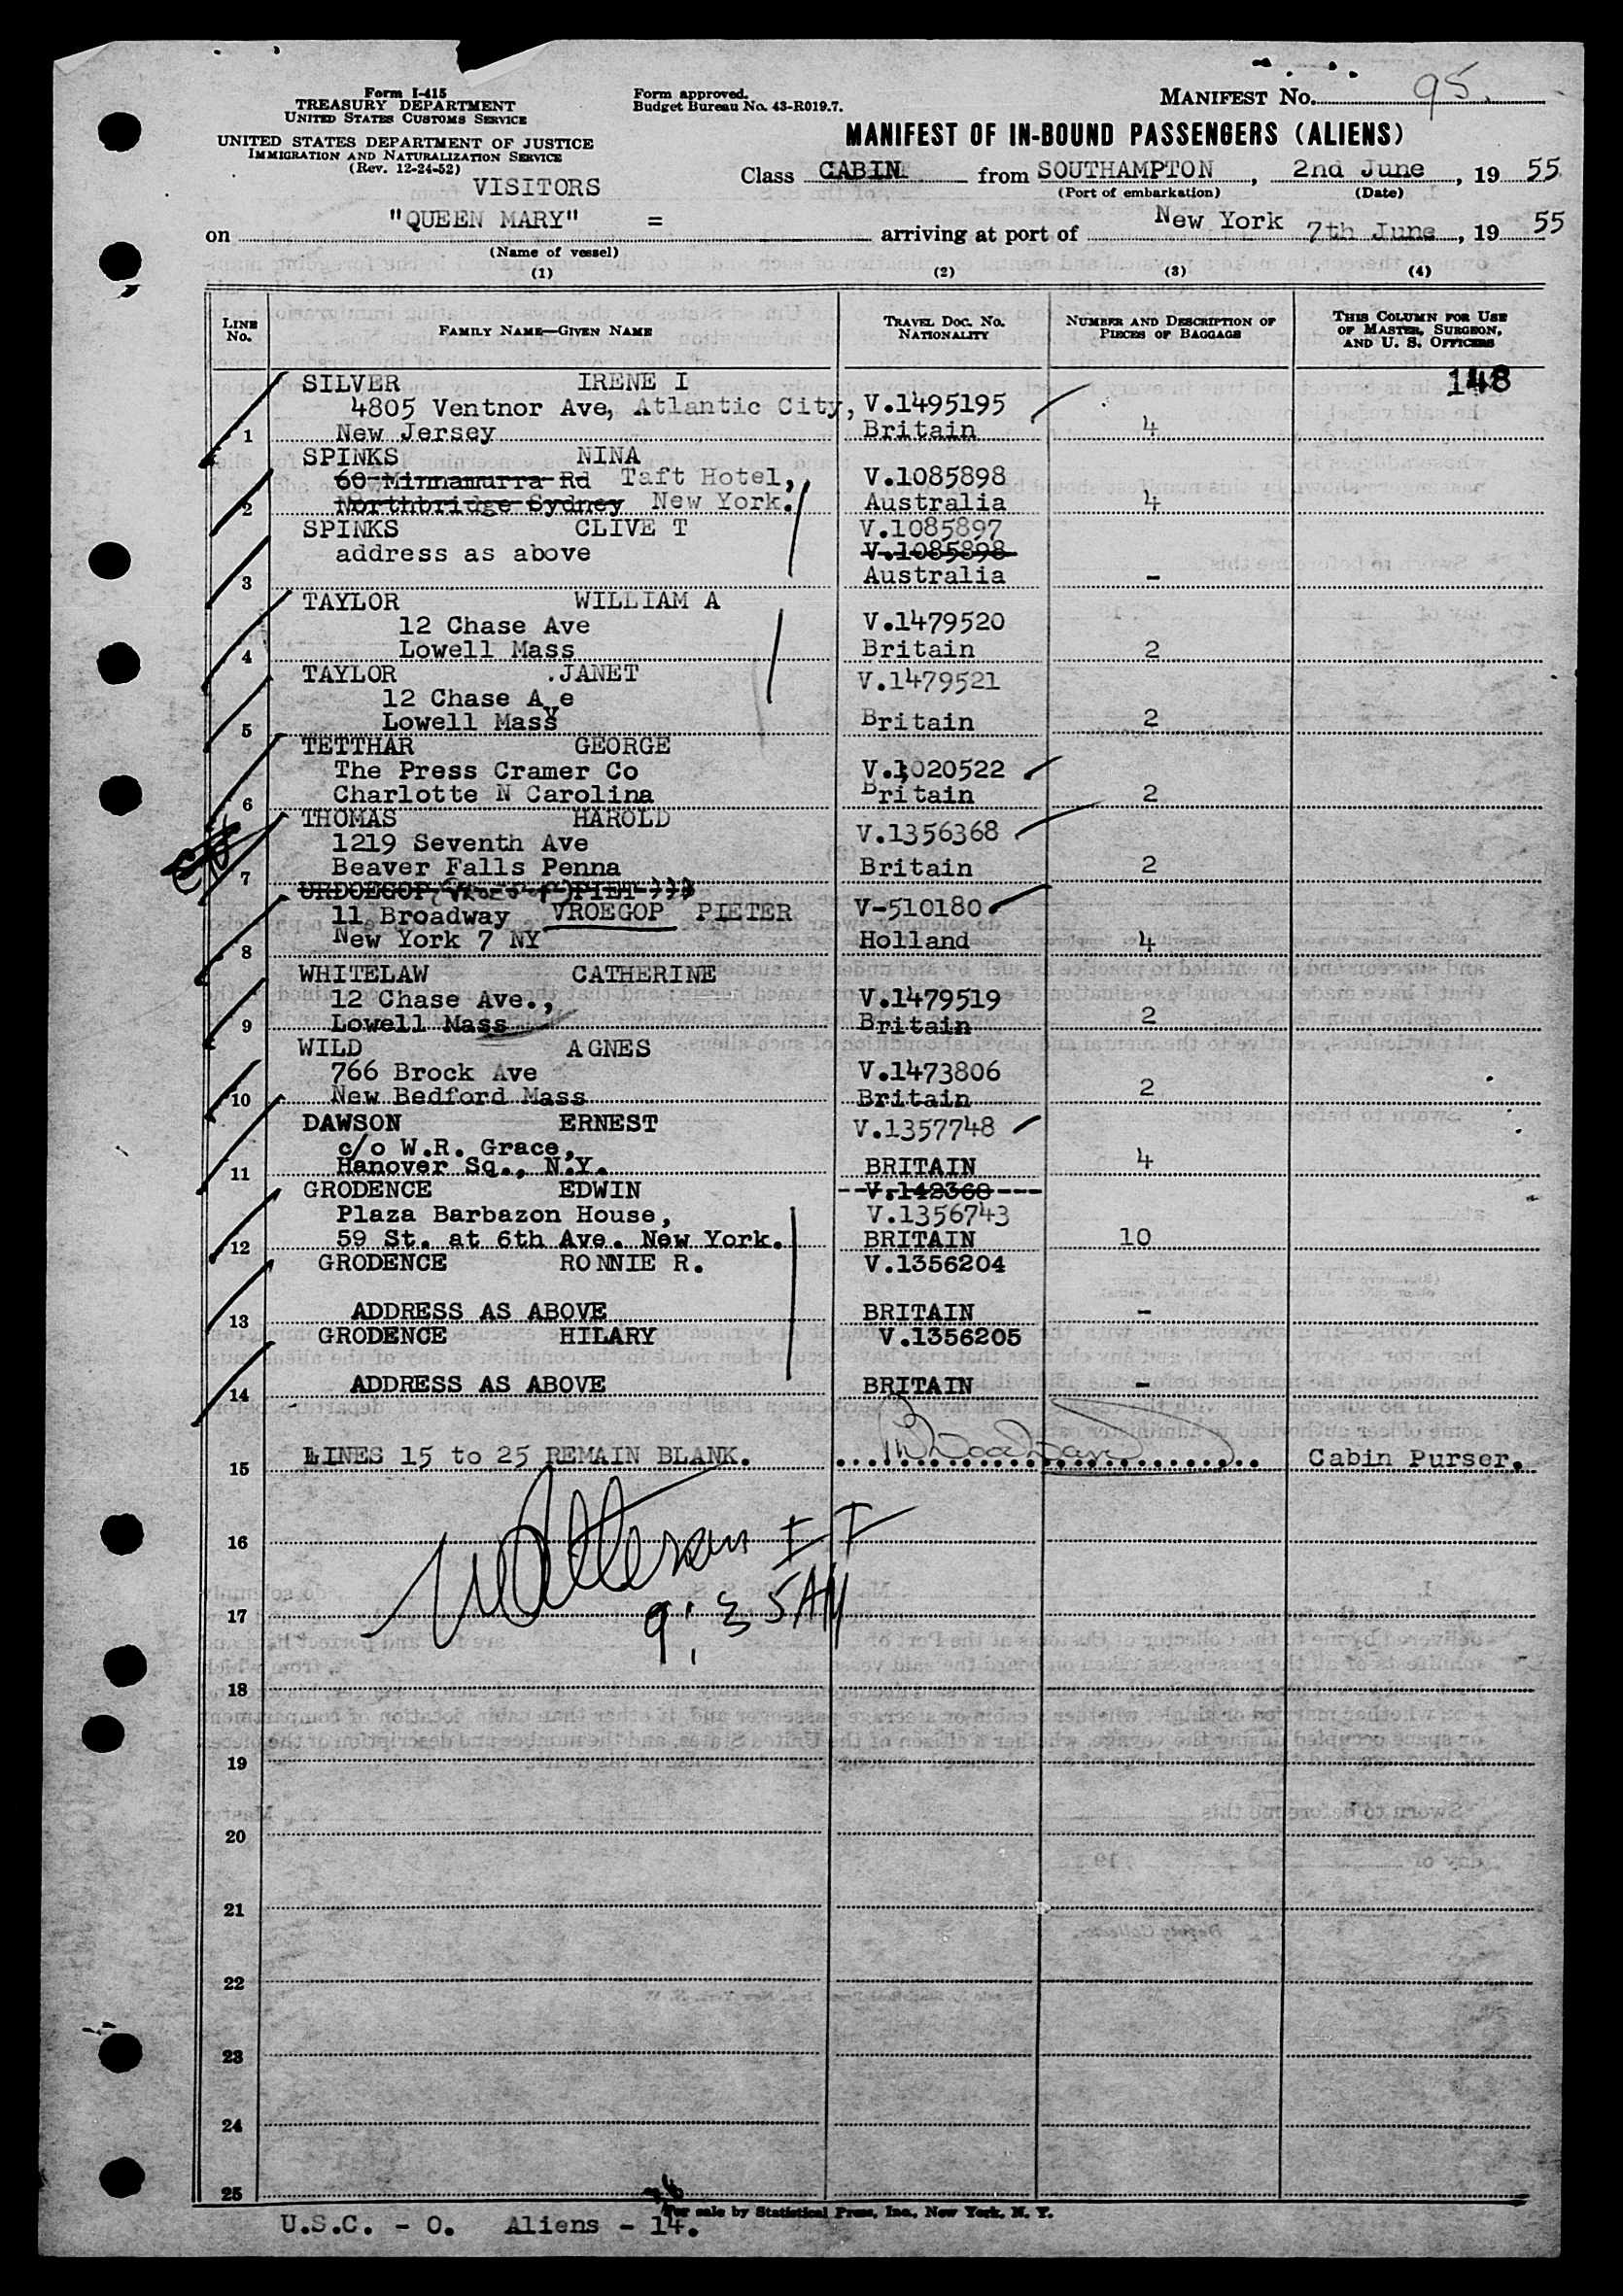 Form I-415
TREASURY DEPARTMENT
UNITED STATES CUSTOMS SERVICE
UNITED STATES DEPARTMENT OF JUSTICE
IMMIGRATION AND NATURALIZATION SERVICE
(Rev. 12-24-52)
Form approved.
Budget Bureau No. 43-R019.7.
MANIFEST No. 95
MANIFEST OF IN-BOUND PASSENGERS (ALIENS)
VISITORS
Class CABIN from SOUTHAMPTON, 2nd June, 19 55
(Port of embarkation) (Date)
on "QUEEN MARY" = arriving at port of New York 7th June, 19 55
(Name of vessel)
(1) (2) (3) (4)
LINE No. FAMILY NAME—GIVEN NAME TRAVEL DOC. NO. NATIONALITY NUMBER AND DESCRIPTION OF PIECES OF BAGGAGE THIS COLUMN FOR USE OF MASTER, SURGEON, AND U. S. OFFICERS
148
SILVER IRENE I
4805 Ventnor Ave, Atlantic City, V.1495195
1 New Jersey Britain 4
SPINKS NINA
60 Mirnamurra Rd Taft Hotel, V.1085898
2 Northbridge Sydney New York. Australia 4
SPINKS CLIVE T V.1085897
address as above V.1085898
3 Australia -
TAYLOR WILLIAM A
12 Chase Ave V.1479520
4 Lowell Mass Britain 2
TAYLOR .JANET V.1479521
12 Chase Ave
5 Lowell Mass Britain 2
TETTHAR GEORGE
The Press Cramer Co V.1020522
6 Charlotte N Carolina Britain 2
THOMAS HAROLD
1219 Seventh Ave V.1356368
7 Beaver Falls Penna Britain 2
URDOEGOP PIET
11 Broadway VROEGOP PIETER V-510180
8 New York 7 NY Holland 4
WHITELAW CATHERINE
12 Chase Ave., V.1479519
9 Lowell Mass Britain 2
WILD AGNES
766 Brock Ave V.1473806
10 New Bedford Mass Britain 2
DAWSON ERNEST V.1357748
c/o W.R. Grace,
11 Hanover Sq., N.Y. BRITAIN 4
GRODENCE EDWIN --V.142368---
Plaza Barbazon House, V.1356743
12 59 St. at 6th Ave. New York. BRITAIN 10
GRODENCE RONNIE R. V.1356204
13 ADDRESS AS ABOVE BRITAIN -
GRODENCE HILARY V.1356205
14 ADDRESS AS ABOVE BRITAIN -
15 LINES 15 to 25 REMAIN BLANK. Cabin Purser.
16
9:35AM
17
18
19
20
21
22
23
24
25
For sale by Statistical Press, Inc., New York, N. Y.
U.S.C. - 0. Aliens - 14.